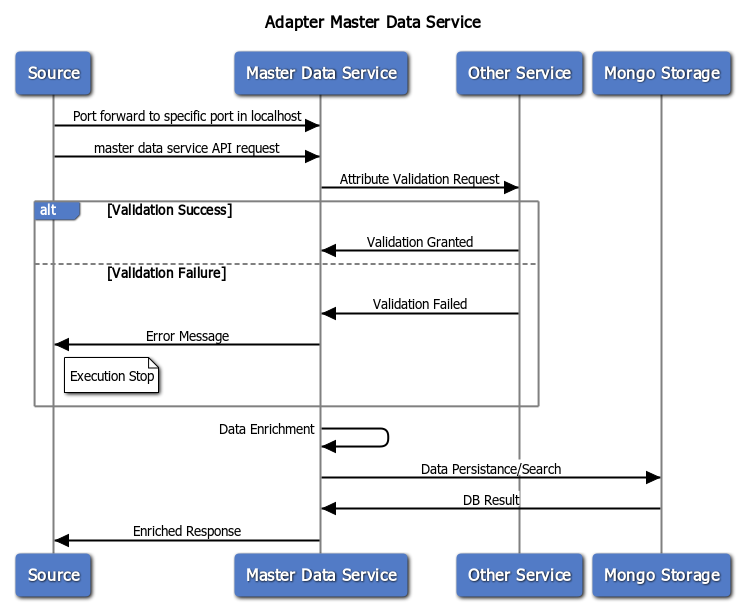 Adapter Master Data Service
Source
Master Data Service
Other Service
Mongo Storage
Port forward to specific port in localhost
master data service API request
Attribute Validation Request
alt
[Validation Success]
Validation Granted
[Validation Failure]
Validation Failed
Error Message
Execution Stop
Data Enrichment
Data Persistance/Search
DB Result
Enriched Response
Source
Master Data Service
Other Service
Mongo Storage